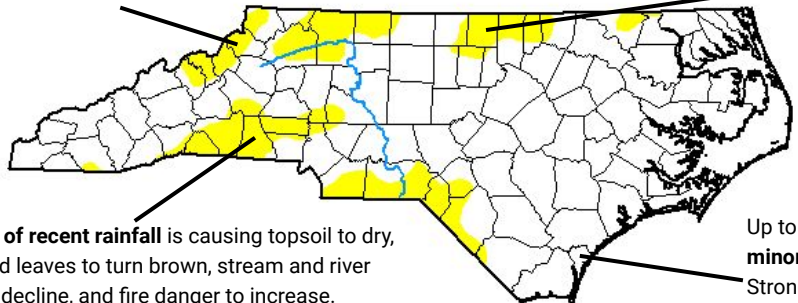 of recent rainfall is causing topsoil to dry,
leaves to turn brown, stream and river
decline, and fire danger to increase.
Up to
minor
Stron